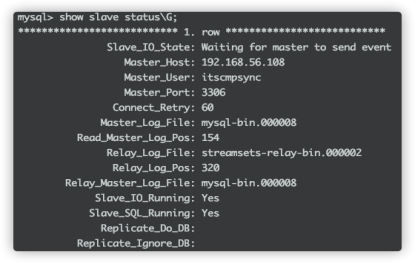 mysql> show slave status\G;
*************************** 1. row ***************************
Slave_IO_State: Waiting for master to send event
Master_Host: 192.168.56.108
Master_User: itscmpsync
Master_Port: 3306
Connect_Retry: 60
Master_Log_File: mysql-bin.000008
Read_Master_Log_Pos: 154
Relay_Log_File: streamsets-relay-bin.000002
Relay_Log_Pos: 320
Relay_Master_Log_File: mysql-bin.000008
Slave_IO_Running: Yes
Slave_SQL_Running: Yes
Replicate_Do_DB:
Replicate_Ignore_DB: